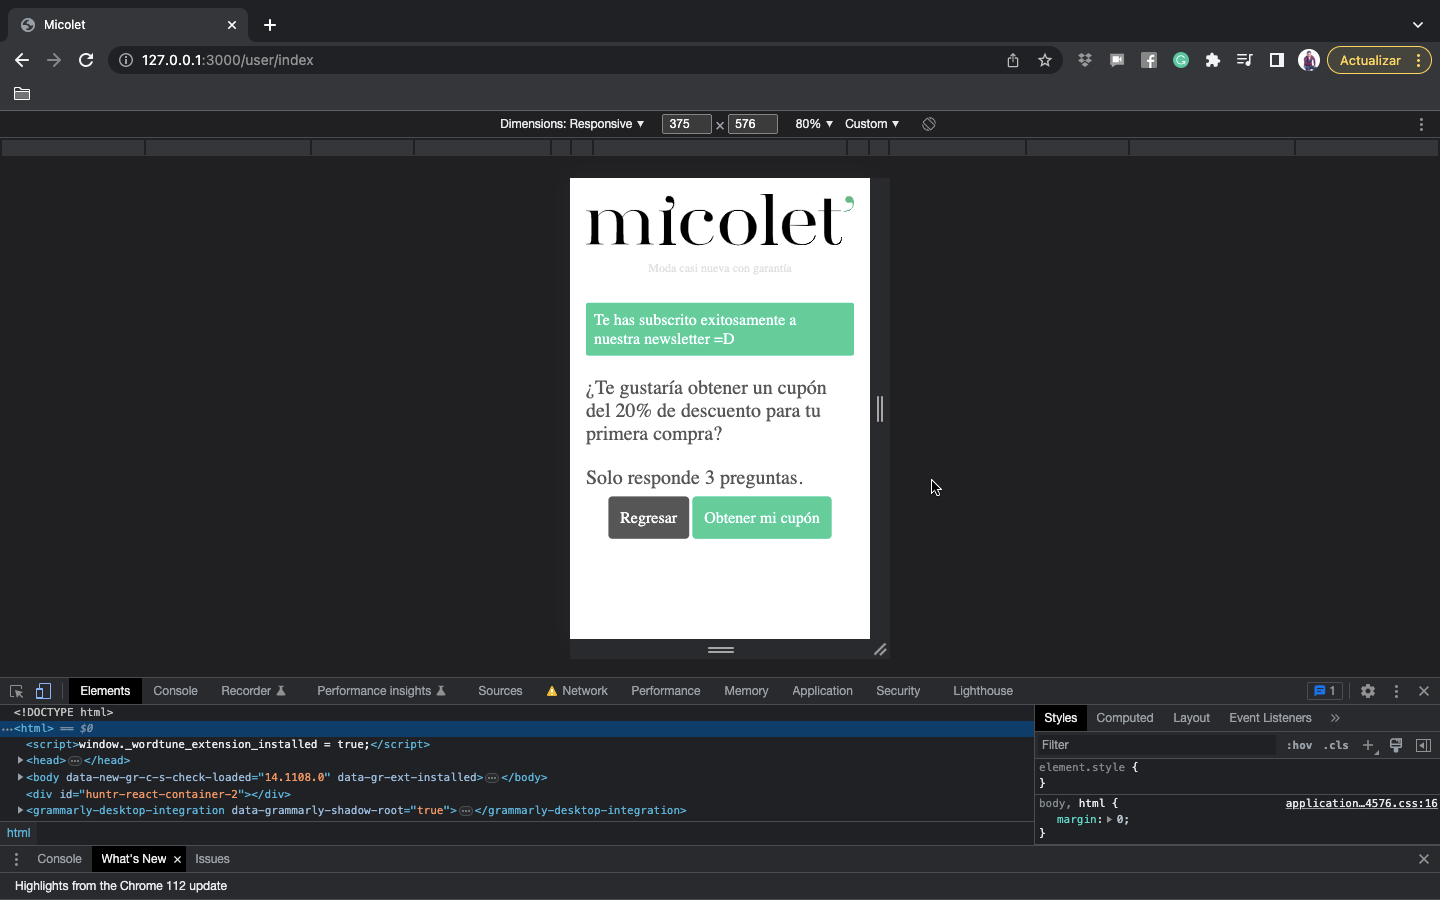 Micolet
127.0.0.1:3000/user/index
Actualizar
Dimensions: Responsive ▼ 375 × 576 80% ▼ Custom ▼
micolet'
Moda casi nueva con garantía
Te has subscrito exitosamente a
nuestra newsletter =D
¿Te gustaría obtener un cupón
del 20% de descuento para tu
primera compra?
Solo responde 3 preguntas.
Regresar Obtener mi cupón
Elements Console Recorder Performance insights Sources Network Performance Memory Application Security Lighthouse 1
<!DOCTYPE html>
<html> == $0
<script>window._wordtune_extension_installed = true;</script>
<head>…</head>
<body data-new-gr-c-s-check-loaded="14.1108.0" data-gr-ext-installed>…</body>
<div id="huntr-react-container-2"></div>
<grammarly-desktop-integration data-grammarly-shadow-root="true">…</grammarly-desktop-integration>
html
Styles Computed Layout Event Listeners »
Filter :hov .cls +
element.style {
}
body, html { application…4576.css:16
margin: 0;
}
Console What's New × Issues
Highlights from the Chrome 112 update